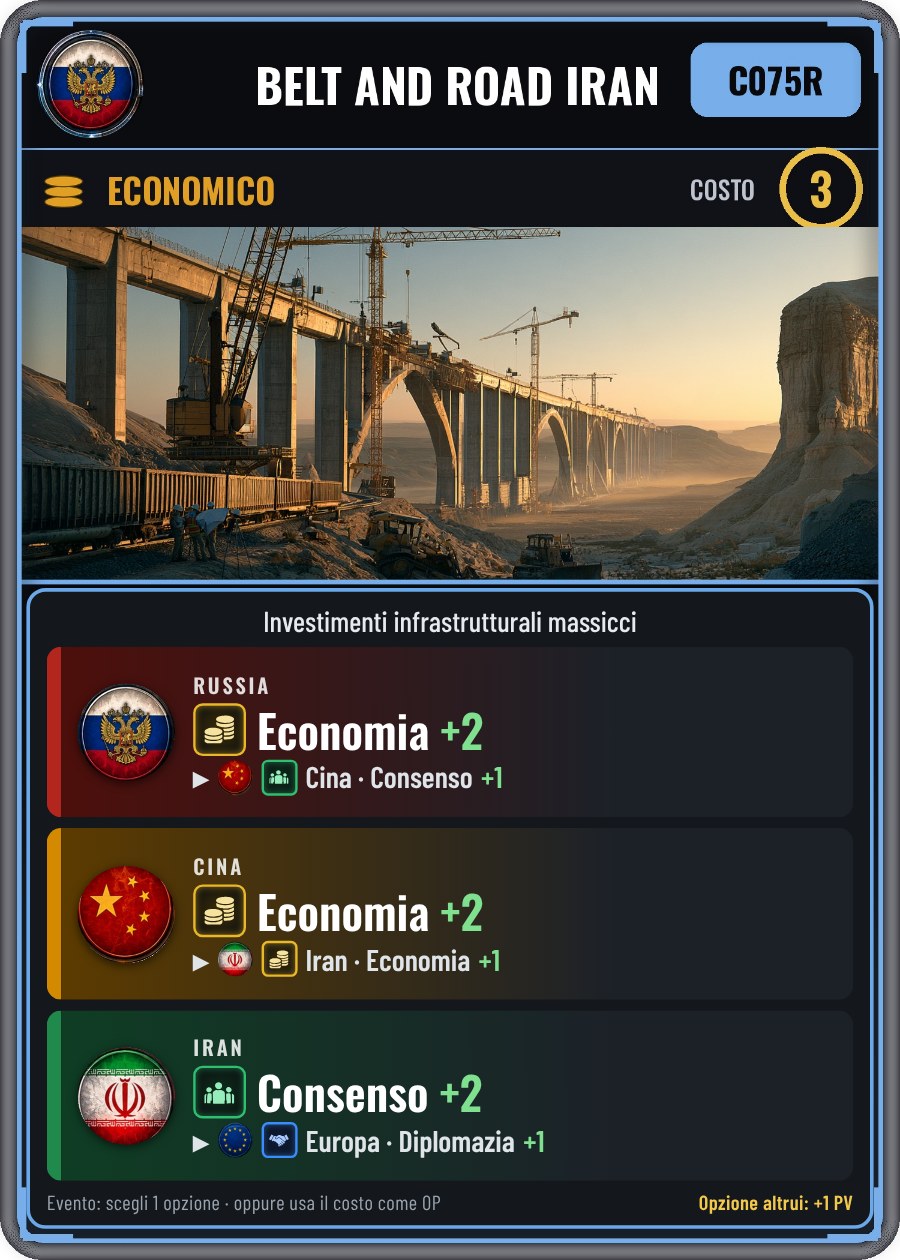 BELT AND ROAD IRAN
C075R
ECONOMICO
COSTO
3
Investimenti infrastrutturali massicci
RUSSIA
Economia +2
▶ Cina · Consenso +1
CINA
Economia +2
▶ Iran · Economia +1
IRAN
Consenso +2
▶ Europa · Diplomazia +1
Evento: scegli 1 opzione · oppure usa il costo come OP
Opzione altrui: +1 PV